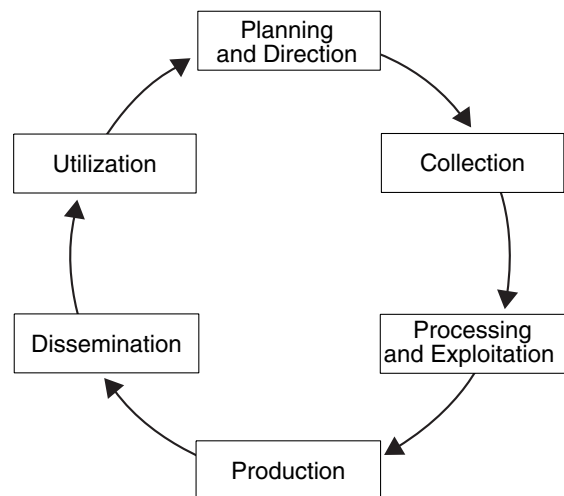 Planning
and Direction
Collection
Processing
and Exploitation
Production
Dissemination
Utilization